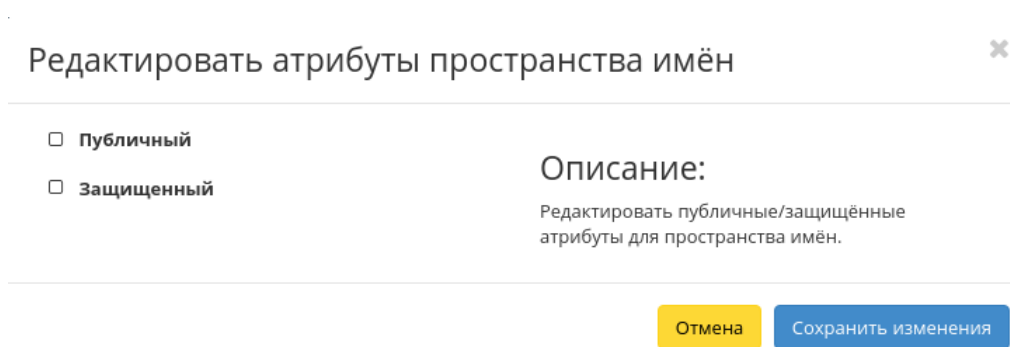 Редактировать атрибуты пространства имён
Публичный
Защищенный
Описание:
Редактировать публичные/защищённые
атрибуты для пространства имён.
Отмена
Сохранить изменения